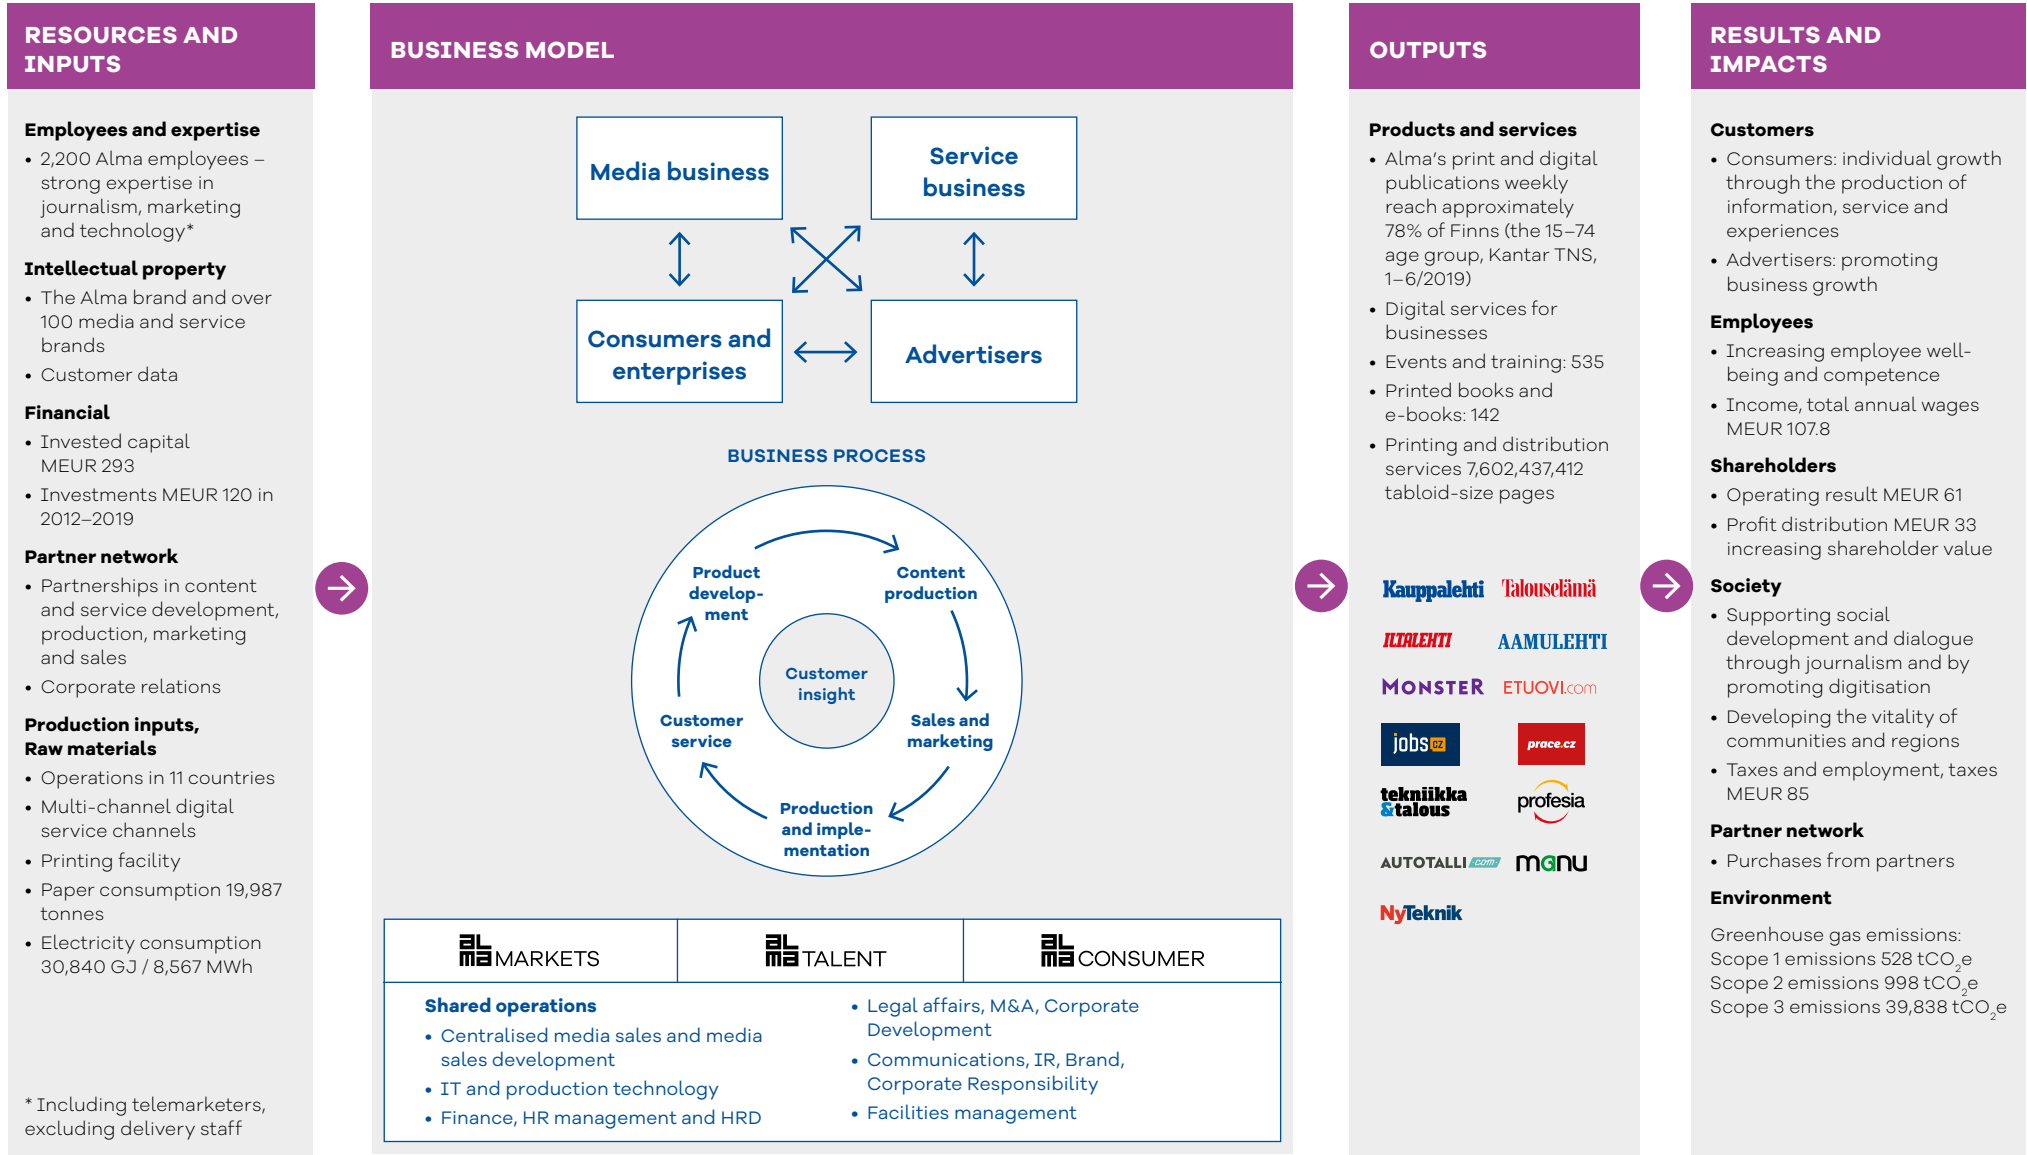 RESOURCES AND
INPUTS
Employees and expertise
• 2,200 Alma employees –
strong expertise in
journalism, marketing
and technology*
Intellectual property
• The Alma brand and over
100 media and service
brands
• Customer data
Financial
• Invested capital
MEUR 293
• Investments MEUR 120 in
2012–2019
Partner network
• Partnerships in content
and service development,
production, marketing
and sales
• Corporate relations
Production inputs,
Raw materials
• Operations in 11 countries
• Multi-channel digital
service channels
• Printing facility
• Paper consumption 19,987
tonnes
• Electricity consumption
30,840 GJ / 8,567 MWh
* Including telemarketers,
excluding delivery staff
BUSINESS MODEL
Media business
Service
business
Consumers and
enterprises
Advertisers
BUSINESS PROCESS
Product
develop-
ment
Content
production
Customer
insight
Customer
service
Sales and
marketing
Production
and imple-
mentation
ALMA MARKETS
ALMA TALENT
ALMA CONSUMER
Shared operations
• Centralised media sales and media
sales development
• IT and production technology
• Finance, HR management and HRD
• Legal affairs, M&A, Corporate
Development
• Communications, IR, Brand,
Corporate Responsibility
• Facilities management
OUTPUTS
Products and services
• Alma’s print and digital
publications weekly
reach approximately
78% of Finns (the 15–74
age group, Kantar TNS,
1–6/2019)
• Digital services for
businesses
• Events and training: 535
• Printed books and
e-books: 142
• Printing and distribution
services 7,602,437,412
tabloid-size pages
Kauppalehti Talouselämä
ILTALEHTI AAMULEHTI
MONSTER ETUOVI.com
jobs cz prace.cz
tekniikka
&talous
profesia
AUTOTALLI.com manu
NyTeknik
RESULTS AND
IMPACTS
Customers
• Consumers: individual growth
through the production of
information, service and
experiences
• Advertisers: promoting
business growth
Employees
• Increasing employee well-
being and competence
• Income, total annual wages
MEUR 107.8
Shareholders
• Operating result MEUR 61
• Profit distribution MEUR 33
increasing shareholder value
Society
• Supporting social
development and dialogue
through journalism and by
promoting digitisation
• Developing the vitality of
communities and regions
• Taxes and employment, taxes
MEUR 85
Partner network
• Purchases from partners
Environment
Greenhouse gas emissions:
Scope 1 emissions 528 tCO₂e
Scope 2 emissions 998 tCO₂e
Scope 3 emissions 39,838 tCO₂e